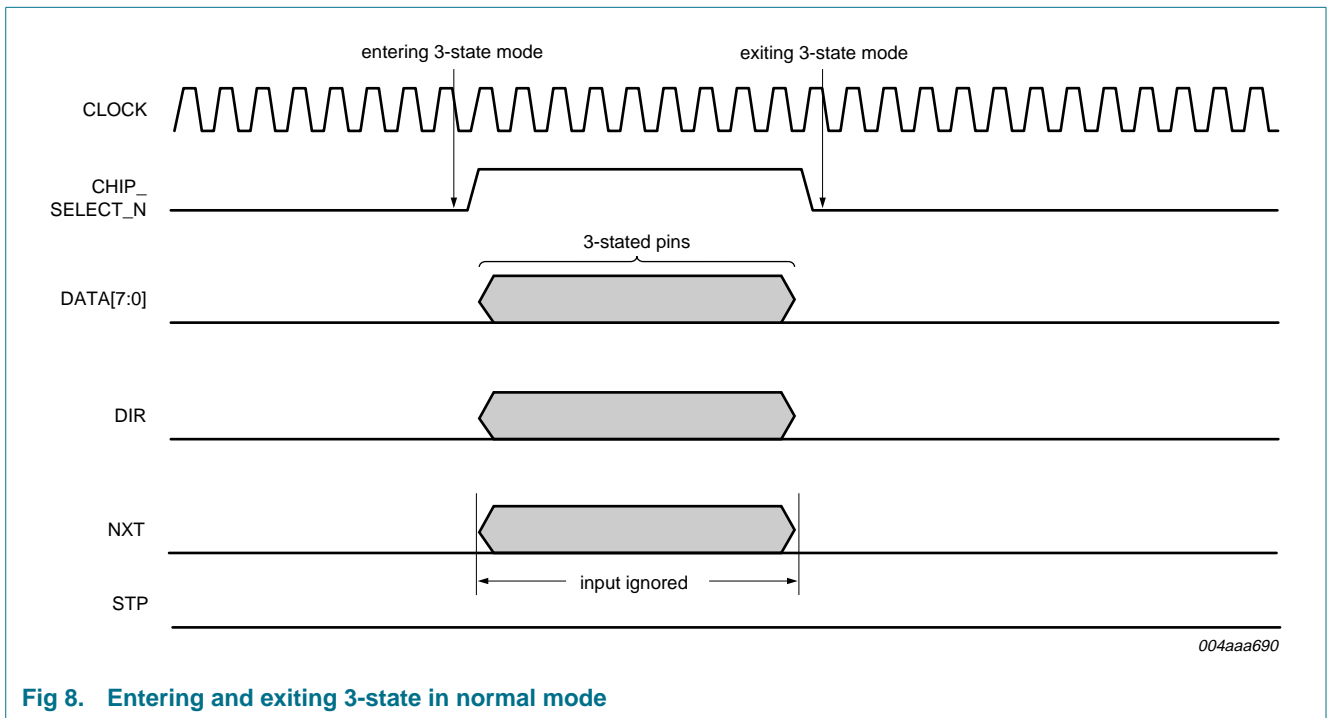 entering 3-state mode
exiting 3-state mode
CLOCK
CHIP_
SELECT_N
3-stated pins
DATA[7:0]
DIR
NXT
input ignored
STP
004aaa690
Fig 8. Entering and exiting 3-state in normal mode